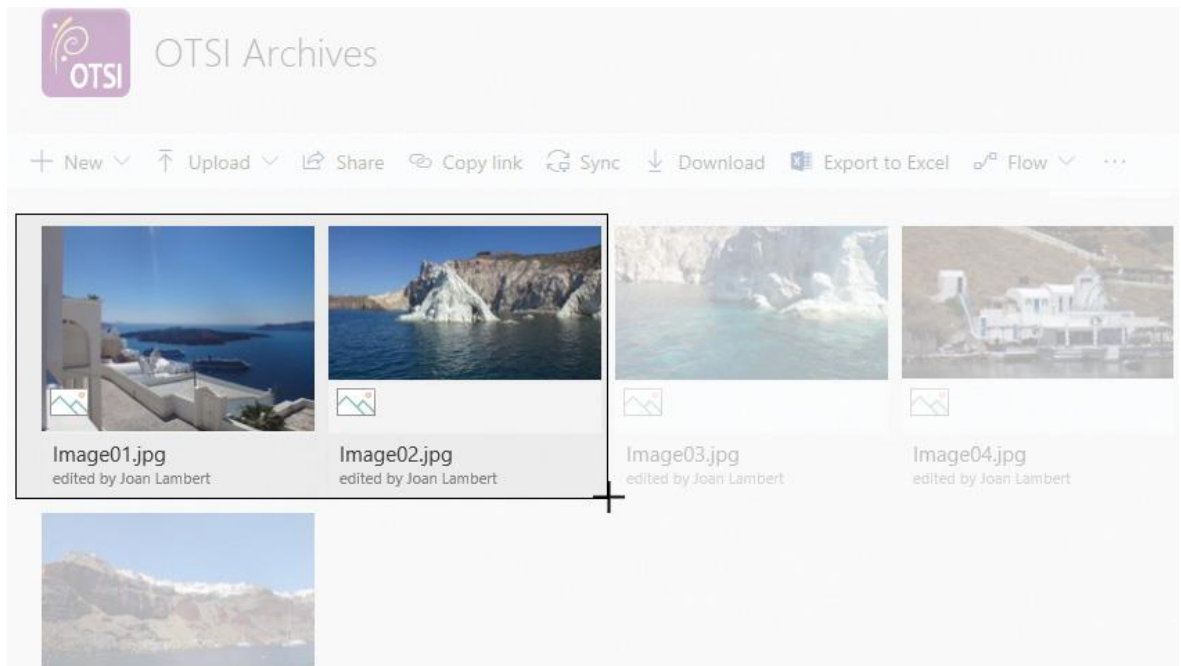 OTSI
OTSI Archives
New Upload Share Copy link Sync Download Export to Excel Flow ...
Image01.jpg Image02.jpg Image03.jpg Image04.jpg
edited by Joan Lambert edited by Joan Lambert edited by Joan Lambert edited by Joan Lambert